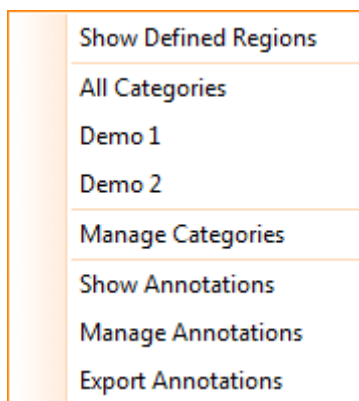 Show Defined Regions
All Categories
Demo 1
Demo 2
Manage Categories
Show Annotations
Manage Annotations
Export Annotations